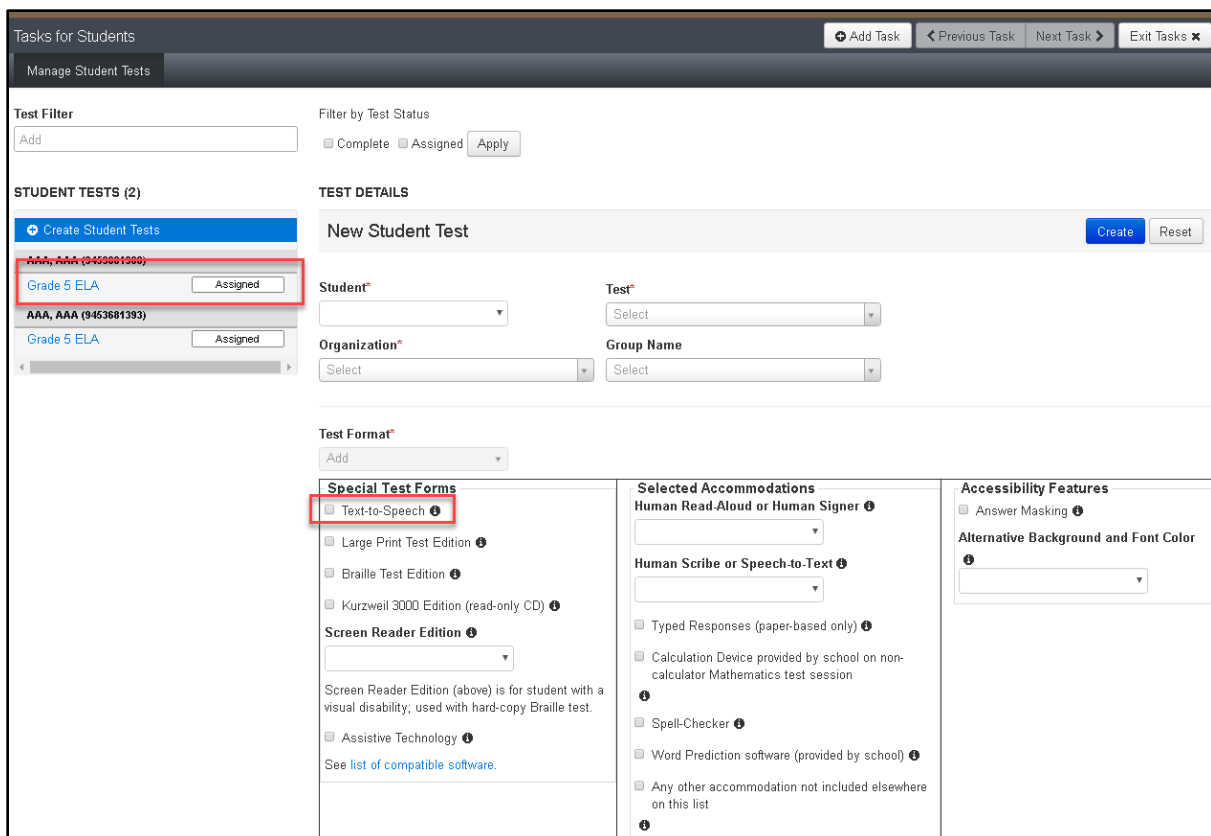 Tasks for Students
Add Task
Previous Task
Next Task
Exit Tasks
Manage Student Tests
Test Filter
Add
Filter by Test Status
Complete
Assigned
Apply
STUDENT TESTS (2)
Create Student Tests
AAA, AAA
Grade 5 ELA
Assigned
AAA, AAA (9453681393)
Grade 5 ELA
Assigned
TEST DETAILS
New Student Test
Create
Reset
Student*
Test*
Select
Organization*
Select
Group Name
Select
Test Format*
Add
Special Test Forms
Text-to-Speech
Large Print Test Edition
Braille Test Edition
Kurzweil 3000 Edition (read-only CD)
Screen Reader Edition
Screen Reader Edition (above) is for student with a
visual disability; used with hard-copy Braille test.
Assistive Technology
See list of compatible software.
Selected Accommodations
Human Read-Aloud or Human Signer
Human Scribe or Speech-to-Text
Typed Responses (paper-based only)
Calculation Device provided by school on non-
calculator Mathematics test session
Spell-Checker
Word Prediction software (provided by school)
Any other accommodation not included elsewhere
on this list
Accessibility Features
Answer Masking
Alternative Background and Font Color